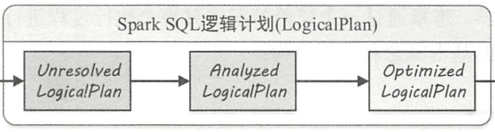 Spark SQL逻辑计划(LogicalPlan)
Unresolved LogicalPlan
Analyzed LogicalPlan
Optimized LogicalPlan